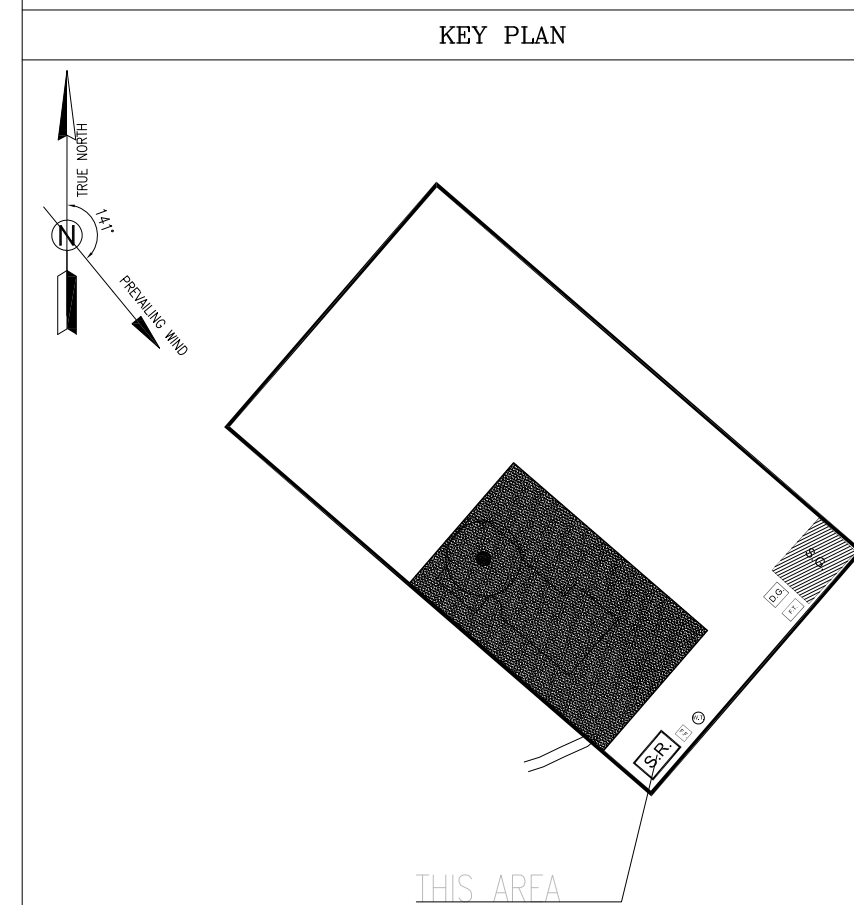 KEY PLAN
TRUE NORTH
141°
N
PREVAILING WIND
S.G.
D.G.
F.T.
S.R.
THIS AREA